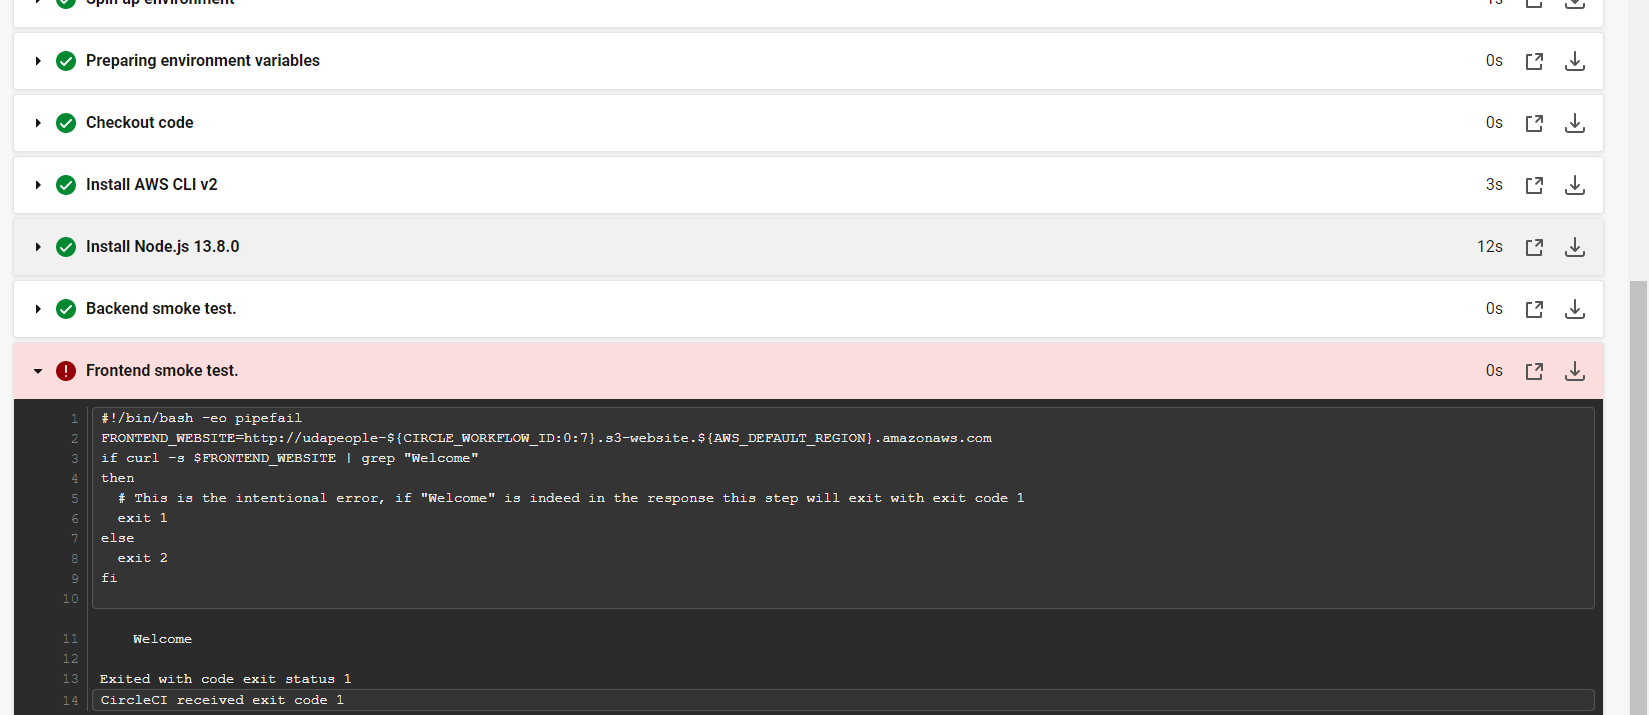 Spin up environment 1s
Preparing environment variables 0s
Checkout code 0s
Install AWS CLI v2 3s
Install Node.js 13.8.0 12s
Backend smoke test. 0s
Frontend smoke test. 0s
1 #!/bin/bash -eo pipefail
2 FRONTEND_WEBSITE=http://udapeople-${CIRCLE_WORKFLOW_ID:0:7}.s3-website.${AWS_DEFAULT_REGION}.amazonaws.com
3 if curl -s $FRONTEND_WEBSITE | grep "Welcome"
4 then
5 # This is the intentional error, if "Welcome" is indeed in the response this step will exit with exit code 1
6 exit 1
7 else
8 exit 2
9 fi
10
11 Welcome
12
13 Exited with code exit status 1
14 CircleCI received exit code 1